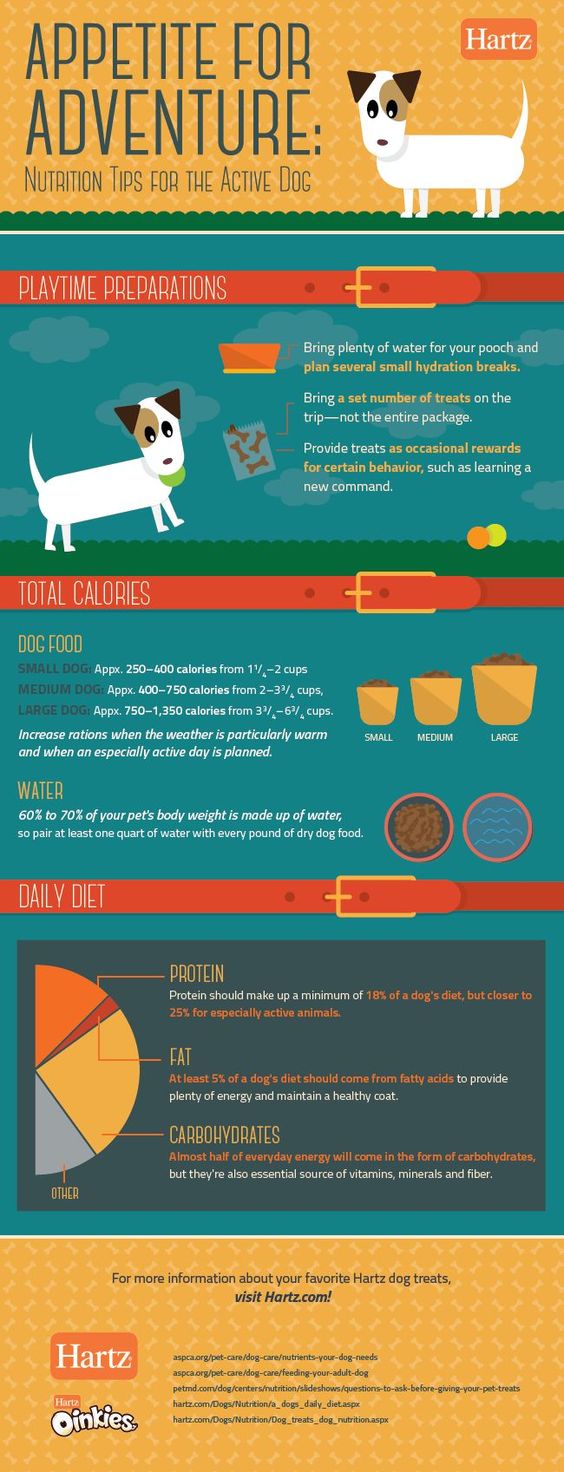 APPETITE FOR
ADVENTURE:
NUTRITION TIPS FOR THE ACTIVE DOG
Hartz
PLAYTIME PREPARATIONS
Bring plenty of water for your pooch and
plan several small hydration breaks.
Bring a set number of treats on the
trip—not the entire package.
Provide treats as occasional rewards
for certain behavior, such as learning a
new command.
TOTAL CALORIES
DOG FOOD
SMALL DOG: Appx. 250–400 calories from 1 1/4–2 cups
MEDIUM DOG: Appx. 400–750 calories from 2–3 3/4 cups,
LARGE DOG: Appx. 750–1,350 calories from 3 3/4–6 3/4 cups.
Increase rations when the weather is particularly warm
and when an especially active day is planned.
SMALL MEDIUM LARGE
WATER
60% to 70% of your pet's body weight is made up of water,
so pair at least one quart of water with every pound of dry dog food.
DAILY DIET
PROTEIN
Protein should make up a minimum of 18% of a dog's diet, but closer to
25% for especially active animals.
FAT
At least 5% of a dog's diet should come from fatty acids to provide
plenty of energy and maintain a healthy coat.
CARBOHYDRATES
Almost half of everyday energy will come in the form of carbohydrates,
but they're also essential source of vitamins, minerals and fiber.
OTHER
For more information about your favorite Hartz dog treats,
visit Hartz.com!
Hartz
Hartz
Oinkies
aspca.org/pet-care/dog-care/nutrients-your-dog-needs
aspca.org/pet-care/dog-care/feeding-your-adult-dog
petmd.com/dog/centers/nutrition/slideshows/questions-to-ask-before-giving-your-pet-treats
hartz.com/Dogs/Nutrition/a_dogs_daily_diet.aspx
hartz.com/Dogs/Nutrition/Dog_treats_dog_nutrition.aspx